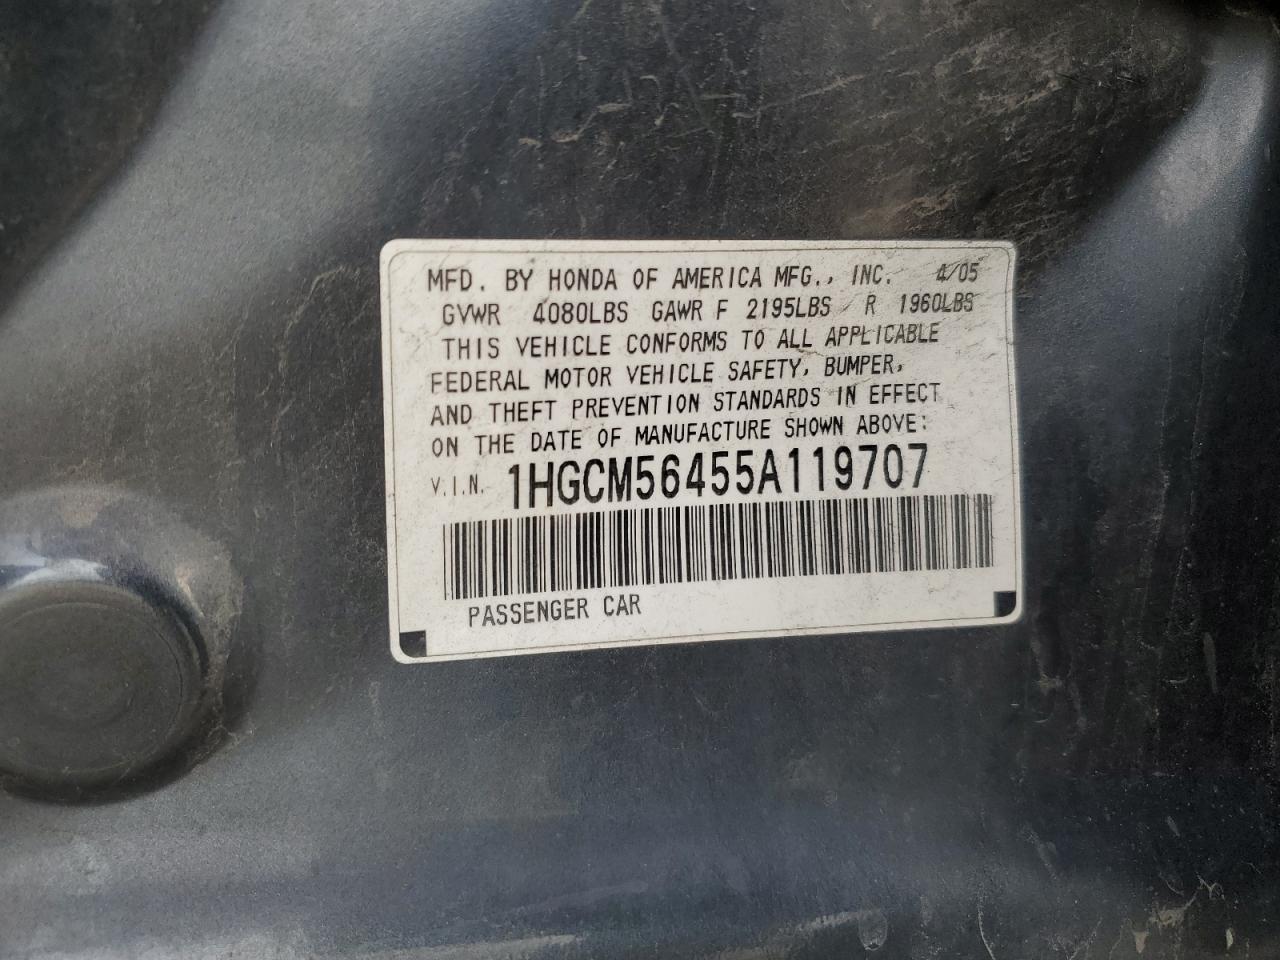 MFD. BY HONDA OF AMERICA MFG., INC. 4/05
GVWR 4080LBS GAWR F 2195LBS R 1960LBS
THIS VEHICLE CONFORMS TO ALL APPLICABLE
FEDERAL MOTOR VEHICLE SAFETY, BUMPER,
AND THEFT PREVENTION STANDARDS IN EFFECT
ON THE DATE OF MANUFACTURE SHOWN ABOVE:
V.I.N. 1HGCM56455A119707
PASSENGER CAR